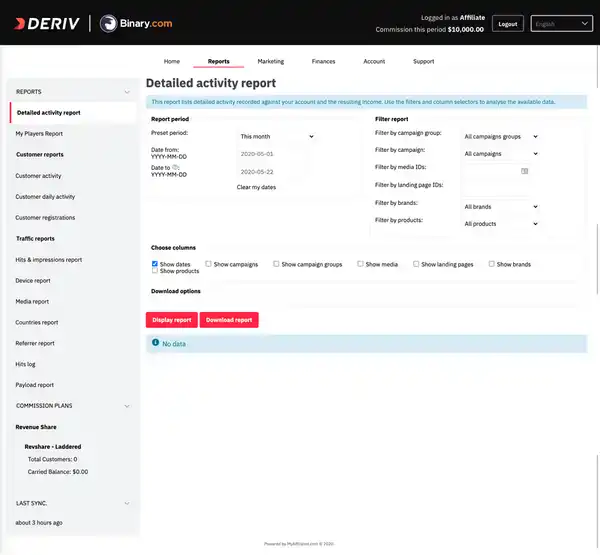 DERIV
Binary.com
Logged in as Affiliate
Commission this period $10,000.00
Logout
English
Home
Reports
Marketing
Finances
Account
Support
REPORTS
Detailed activity report
My Players Report
Customer reports
Customer activity
Customer daily activity
Customer registrations
Traffic reports
Hits & impressions report
Device report
Media report
Countries report
Referrer report
Hits log
Payload report
COMMISSION PLANS
Revenue Share
Revshare - Laddered
Total Customers: 0
Carried Balance: $0.00
LAST SYNC.
about 3 hours ago
Detailed activity report
This report lists detailed activity recorded against your account and the resulting income. Use the filters and column selectors to analyse the available data.
Report period
Preset period:
This month
Date from:
YYYY-MM-DD
2020-05-01
Date to
YYYY-MM-DD
2020-05-22
Clear my dates
Filter report
Filter by campaign group:
All campaigns groups
Filter by campaign:
All campaigns
Filter by media IDs:
Filter by landing page IDs:
Filter by brands:
All brands
Filter by products:
All products
Choose columns
Show dates
Show campaigns
Show campaign groups
Show media
Show landing pages
Show brands
Show products
Download options
Display report
Download report
No data
Powered by MyAffiliates.com © 2020